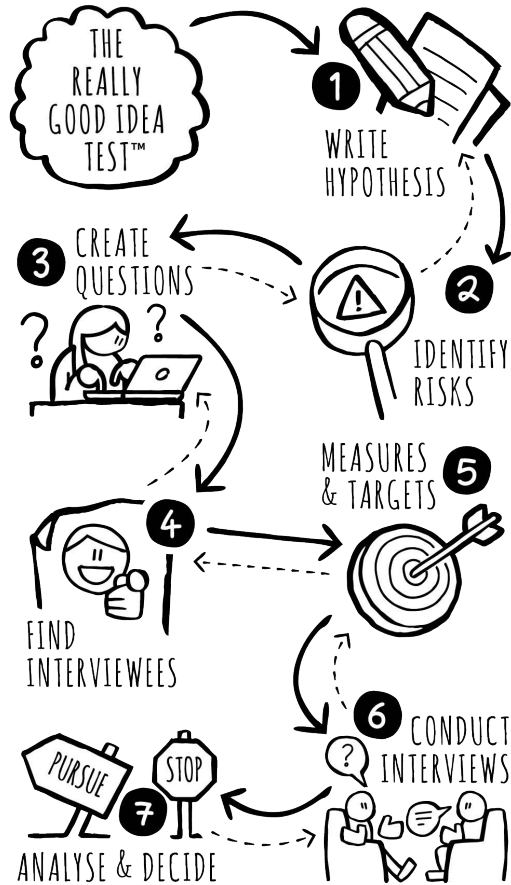 THE
REALLY
GOOD IDEA
TEST™
1
WRITE
HYPOTHESIS
2
IDENTIFY
RISKS
3
CREATE
QUESTIONS
?
?
!
4
FIND
INTERVIEWEES
MEASURES 5
& TARGETS
6
CONDUCT
INTERVIEWS
?
PURSUE
STOP
7
ANALYSE & DECIDE